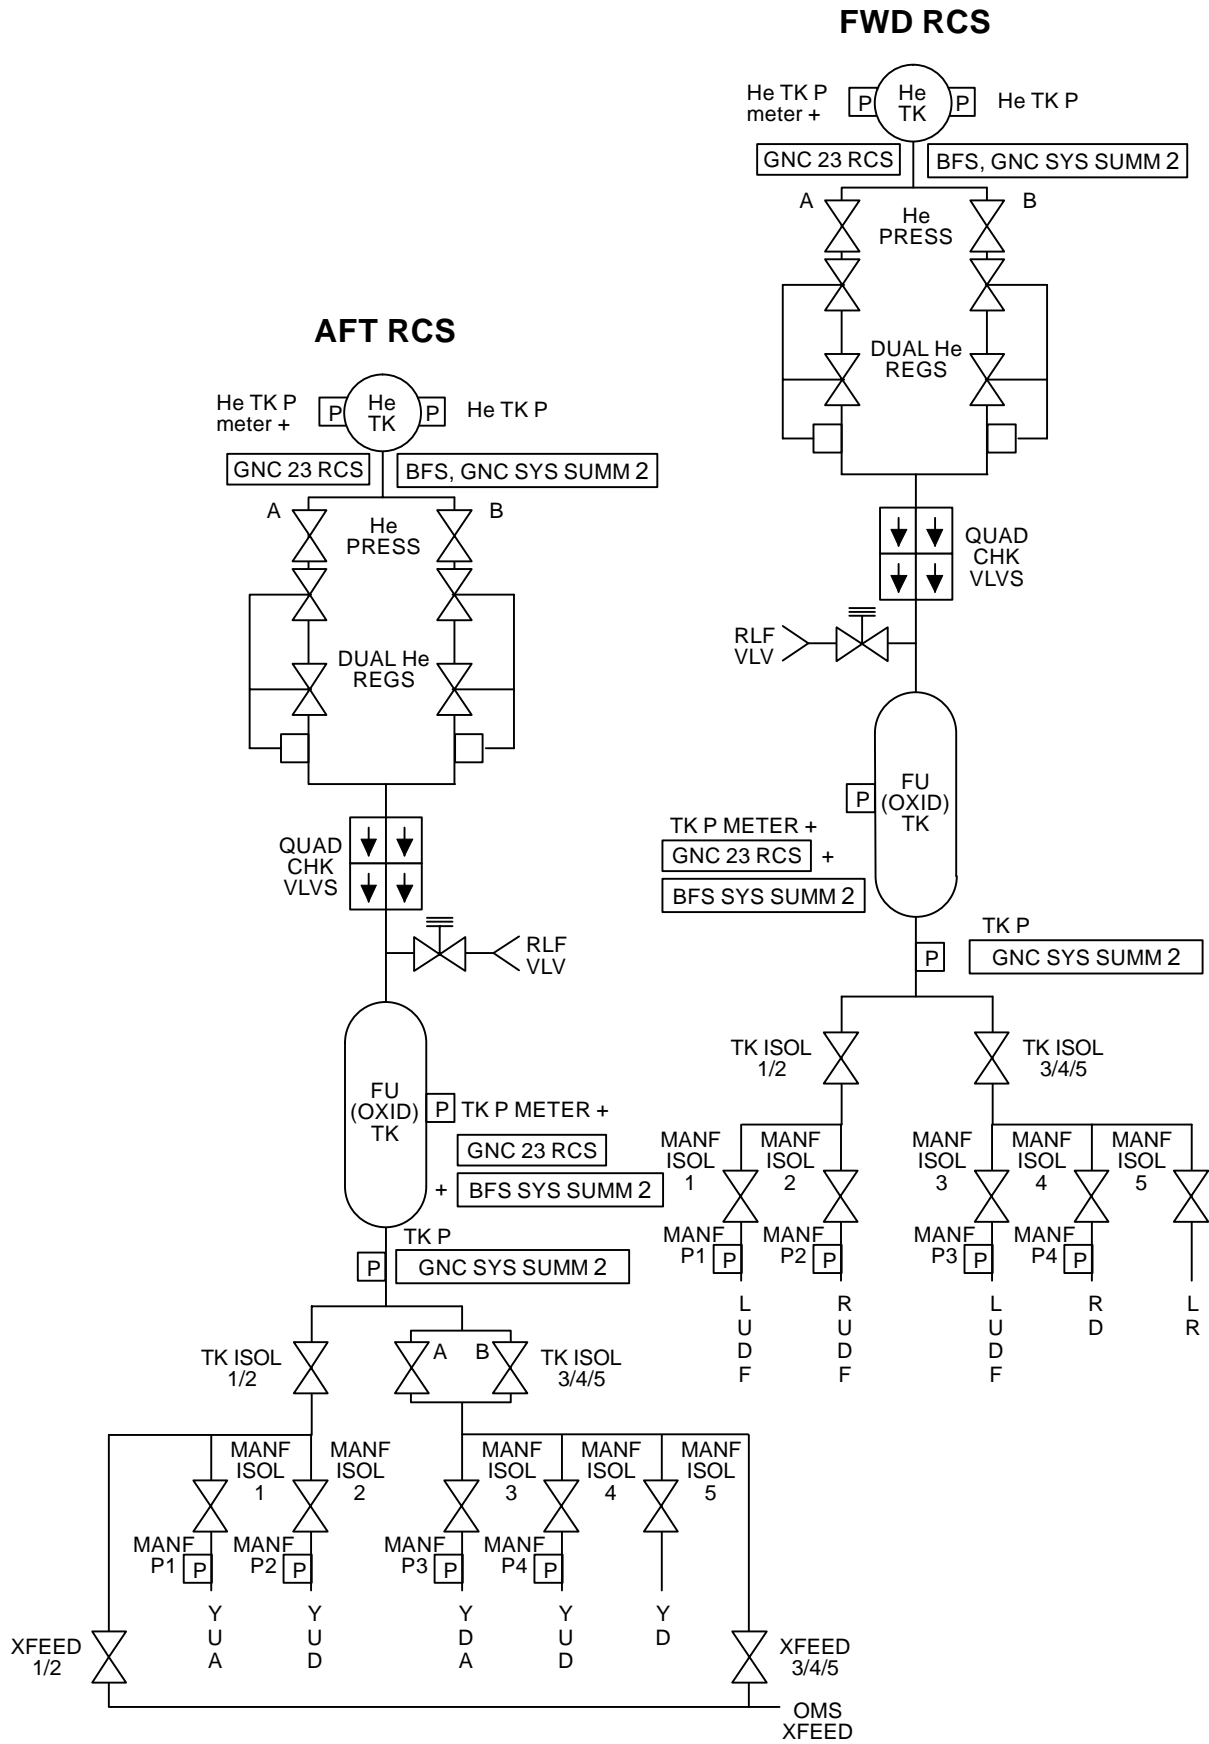 FWD RCS
He TK P
meter +
P
He
TK
P
He TK P
GNC 23 RCS
BFS, GNC SYS SUMM 2
A
He
PRESS
B
DUAL He
REGS
QUAD
CHK
VLVS
RLF
VLV
FU
(OXID)
TK
P
TK P METER +
GNC 23 RCS +
BFS SYS SUMM 2
TK P
P
GNC SYS SUMM 2
TK ISOL
1/2
TK ISOL
3/4/5
MANF
ISOL
1
MANF
ISOL
2
MANF
ISOL
3
MANF
ISOL
4
MANF
ISOL
5
MANF
P1
P
MANF
P2
P
MANF
P3
P
MANF
P4
P
L
U
D
F
R
U
D
F
L
U
D
F
R
D
L
R
AFT RCS
He TK P
meter +
P
He
TK
P
He TK P
GNC 23 RCS
BFS, GNC SYS SUMM 2
A
He
PRESS
B
DUAL He
REGS
QUAD
CHK
VLVS
RLF
VLV
FU
(OXID)
TK
P
TK P METER +
GNC 23 RCS
+ BFS SYS SUMM 2
TK P
P
GNC SYS SUMM 2
TK ISOL
1/2
A
B
TK ISOL
3/4/5
MANF
ISOL
1
MANF
ISOL
2
MANF
ISOL
3
MANF
ISOL
4
MANF
ISOL
5
MANF
P1
P
MANF
P2
P
MANF
P3
P
MANF
P4
P
Y
U
A
Y
U
D
Y
D
A
Y
U
D
Y
D
XFEED
1/2
XFEED
3/4/5
OMS
XFEED